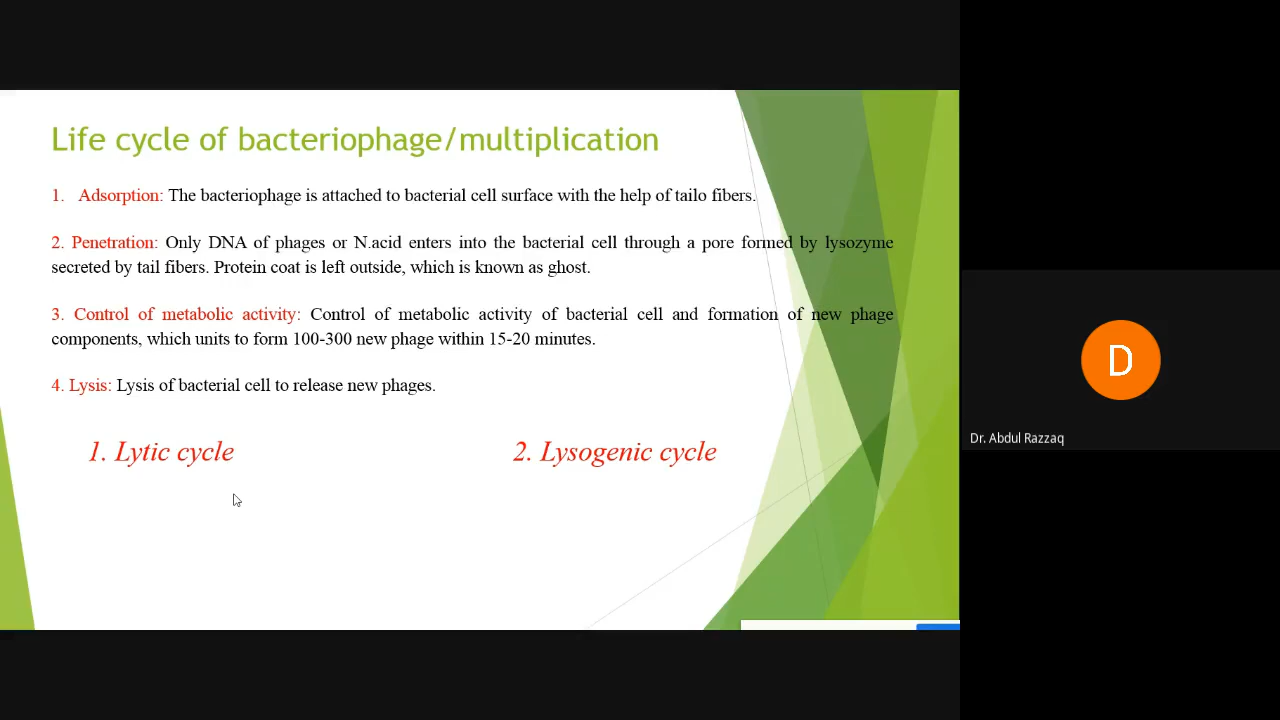 Life cycle of bacteriophage/multiplication
1. Adsorption: The bacteriophage is attached to bacterial cell surface with the help of tailo fibers.
2. Penetration: Only DNA of phages or N.acid enters into the bacterial cell through a pore formed by lysozyme
secreted by tail fibers. Protein coat is left outside, which is known as ghost.
3. Control of metabolic activity: Control of metabolic activity of bacterial cell and formation of new phage
components, which units to form 100-300 new phage within 15-20 minutes.
4. Lysis: Lysis of bacterial cell to release new phages.
1. Lytic cycle
2. Lysogenic cycle
D
Dr. Abdul Razzaq